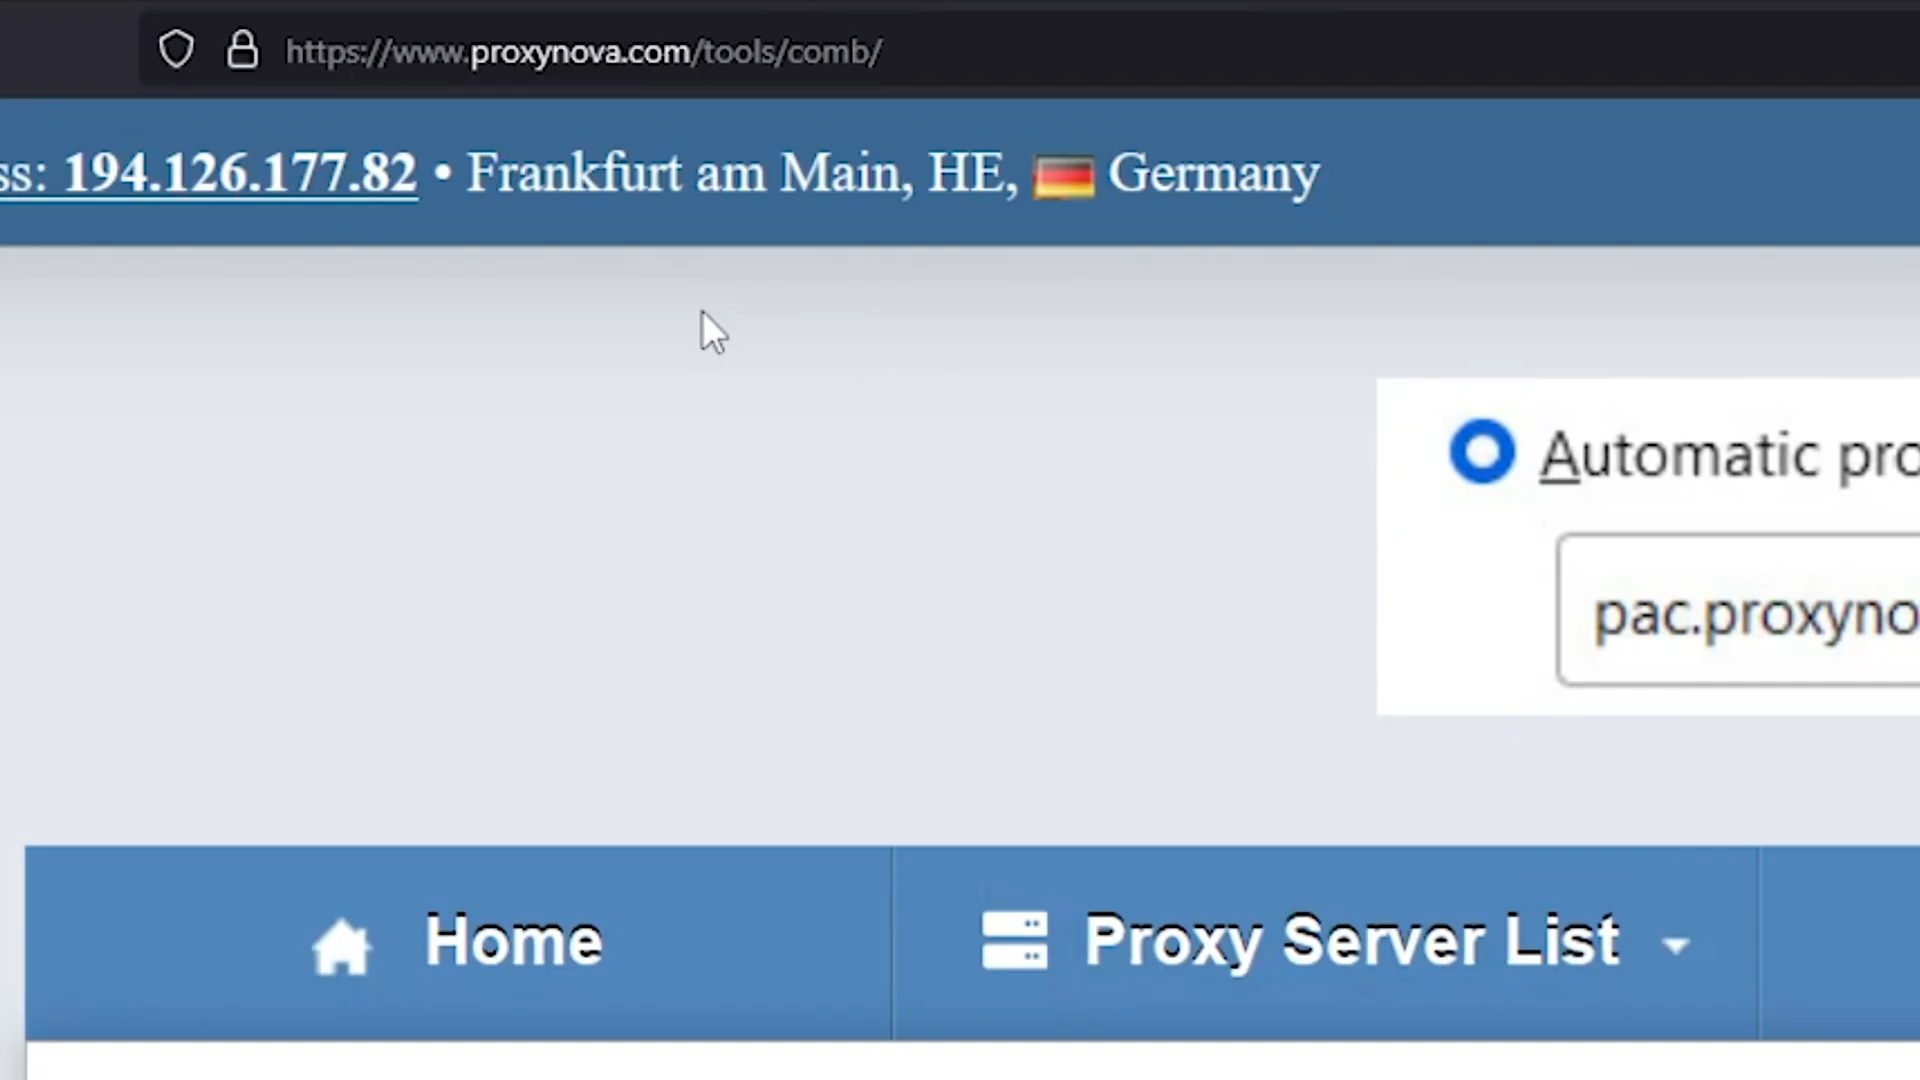 https://www.proxynova.com/tools/comb/
ss: 194.126.177.82 • Frankfurt am Main, HE, Germany
Automatic pro
pac.proxyno
Home
Proxy Server List